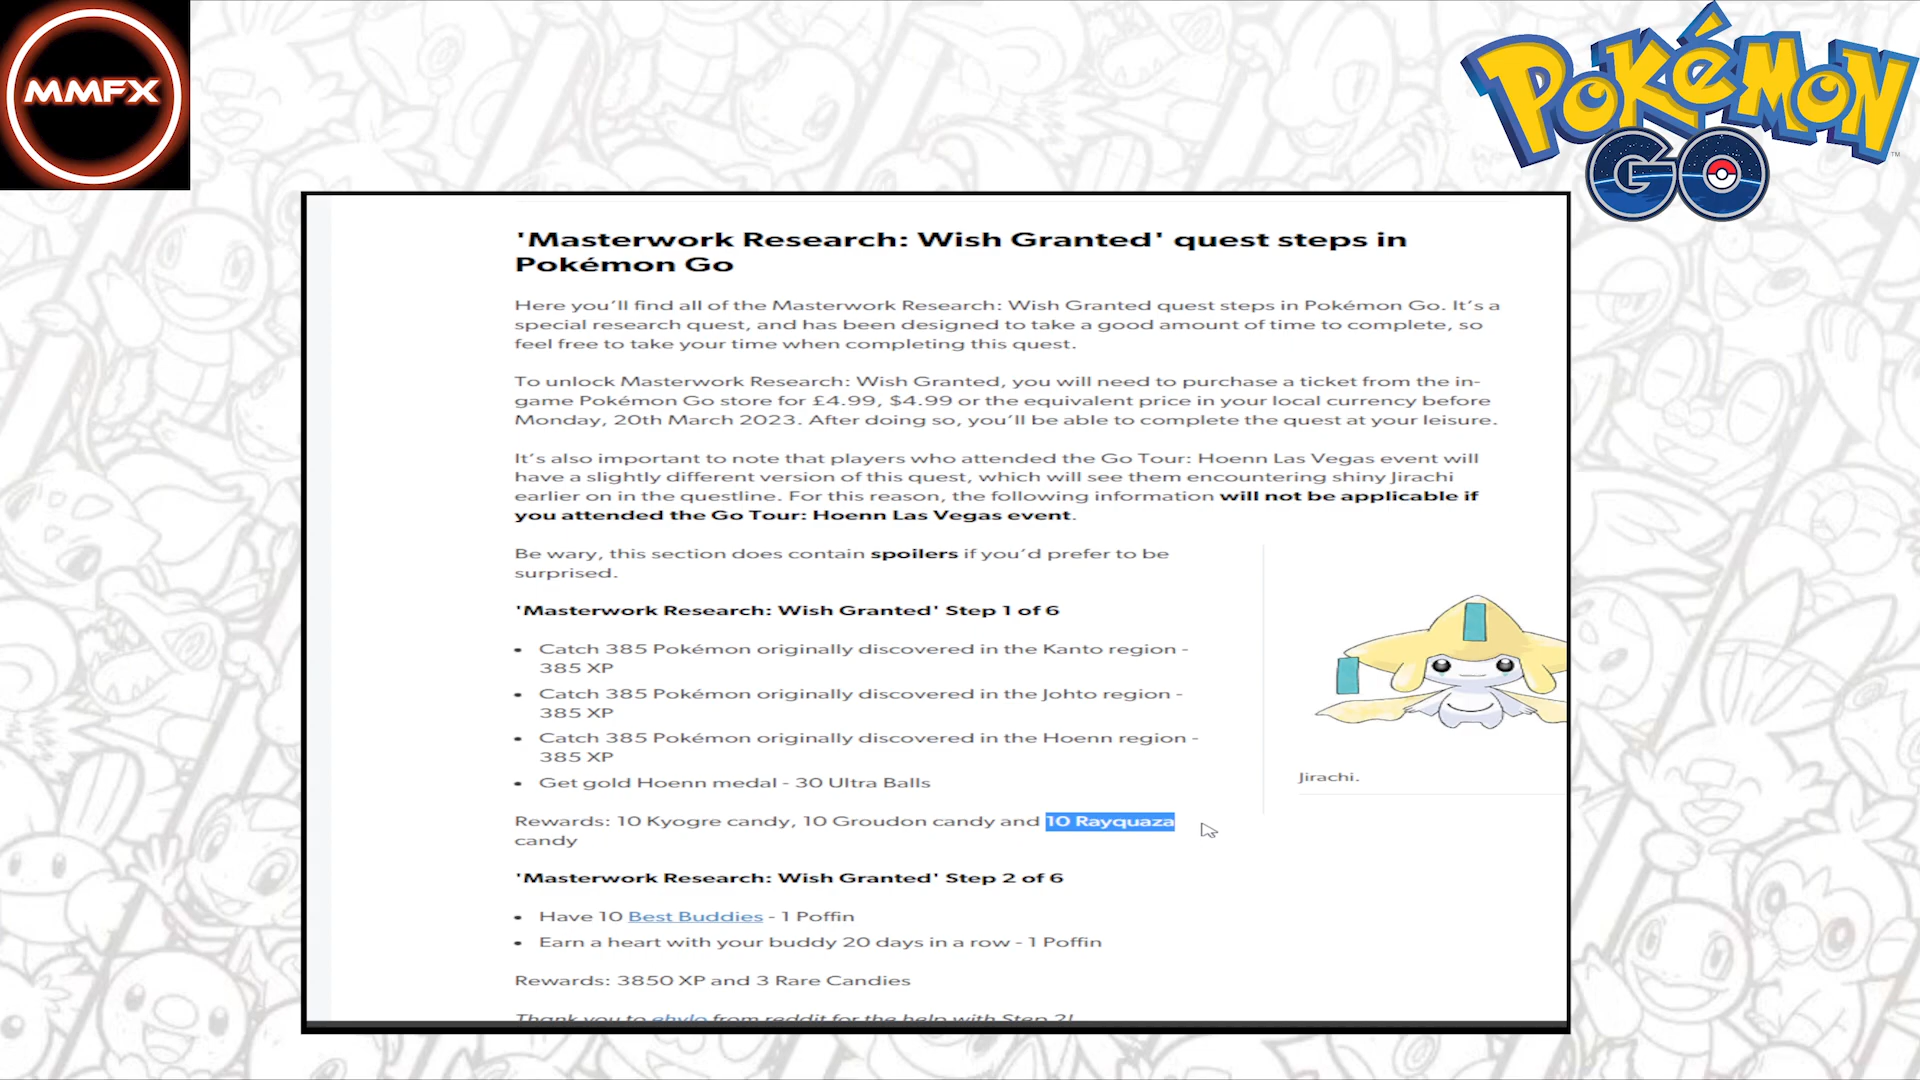 MMFX
POKéMON
GO
TM
'Masterwork Research: Wish Granted' quest steps in
Pokémon Go
Here you'll find all of the Masterwork Research: Wish Granted quest steps in Pokémon Go. It's a
special research quest, and has been designed to take a good amount of time to complete, so
feel free to take your time when completing this quest.
To unlock Masterwork Research: Wish Granted, you will need to purchase a ticket from the in-
game Pokémon Go store for £4.99, $4.99 or the equivalent price in your local currency before
Monday, 20th March 2023. After doing so, you'll be able to complete the quest at your leisure.
It's also important to note that players who attended the Go Tour: Hoenn Las Vegas event will
have a slightly different version of this quest, which will see them encountering shiny Jirachi
earlier on in the questline. For this reason, the following information will not be applicable if
you attended the Go Tour: Hoenn Las Vegas event.
Be wary, this section does contain spoilers if you'd prefer to be
surprised.
'Masterwork Research: Wish Granted' Step 1 of 6
• Catch 385 Pokémon originally discovered in the Kanto region -
385 XP
• Catch 385 Pokémon originally discovered in the Johto region -
385 XP
• Catch 385 Pokémon originally discovered in the Hoenn region -
385 XP
• Get gold Hoenn medal - 30 Ultra Balls
Jirachi.
Rewards: 10 Kyogre candy, 10 Groudon candy and 10 Rayquaza
candy
'Masterwork Research: Wish Granted' Step 2 of 6
• Have 10 Best Buddies - 1 Poffin
• Earn a heart with your buddy 20 days in a row - 1 Poffin
Rewards: 3850 XP and 3 Rare Candies
Thank you to ehylo from reddit for the help with Step 2!